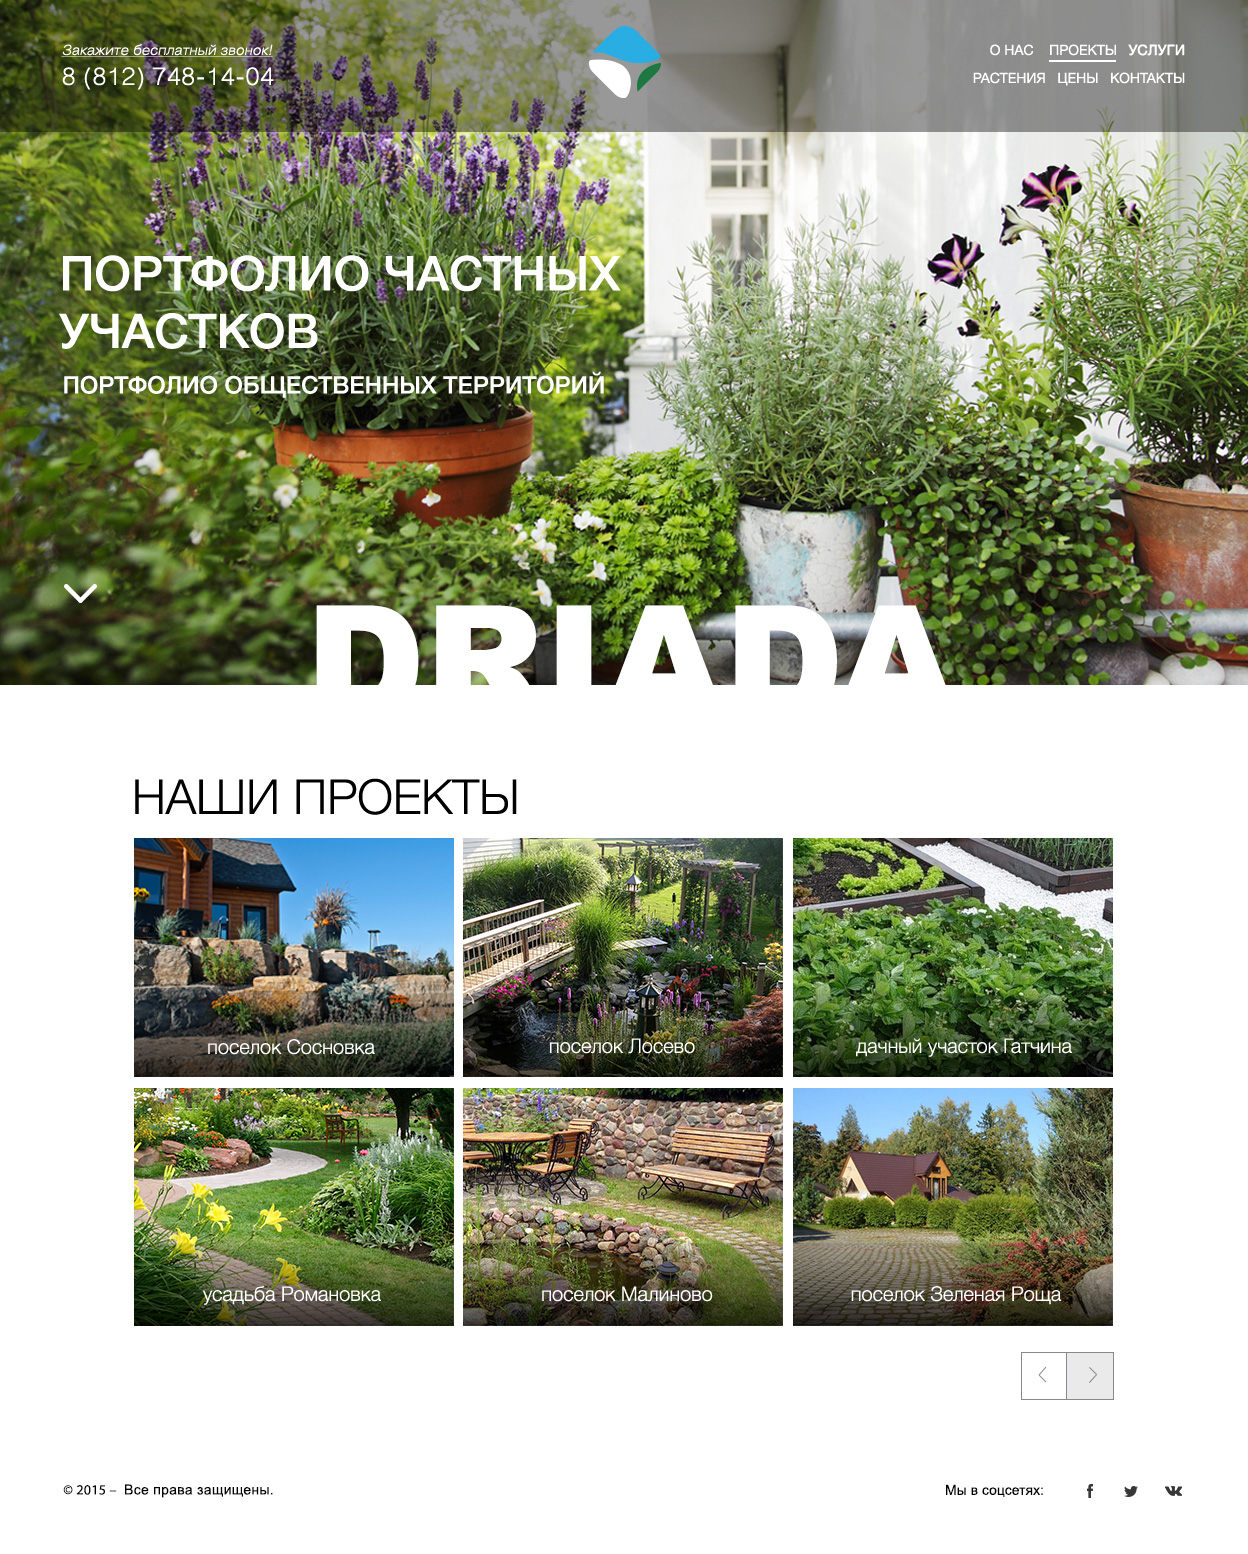 Закажите бесплатный звонок!
8 (812) 748-14-04
О НАС ПРОЕКТЫ УСЛУГИ
РАСТЕНИЯ ЦЕНЫ КОНТАКТЫ
ПОРТФОЛИО ЧАСТНЫХ
УЧАСТКОВ
ПОРТФОЛИО ОБЩЕСТВЕННЫХ ТЕРРИТОРИЙ
DRIADA
НАШИ ПРОЕКТЫ
поселок Сосновка
поселок Лосево
дачный участок Гатчина
усадьба Романовка
поселок Малиново
поселок Зеленая Роща
© 2015 – Все права защищены.
Мы в соцсетях: